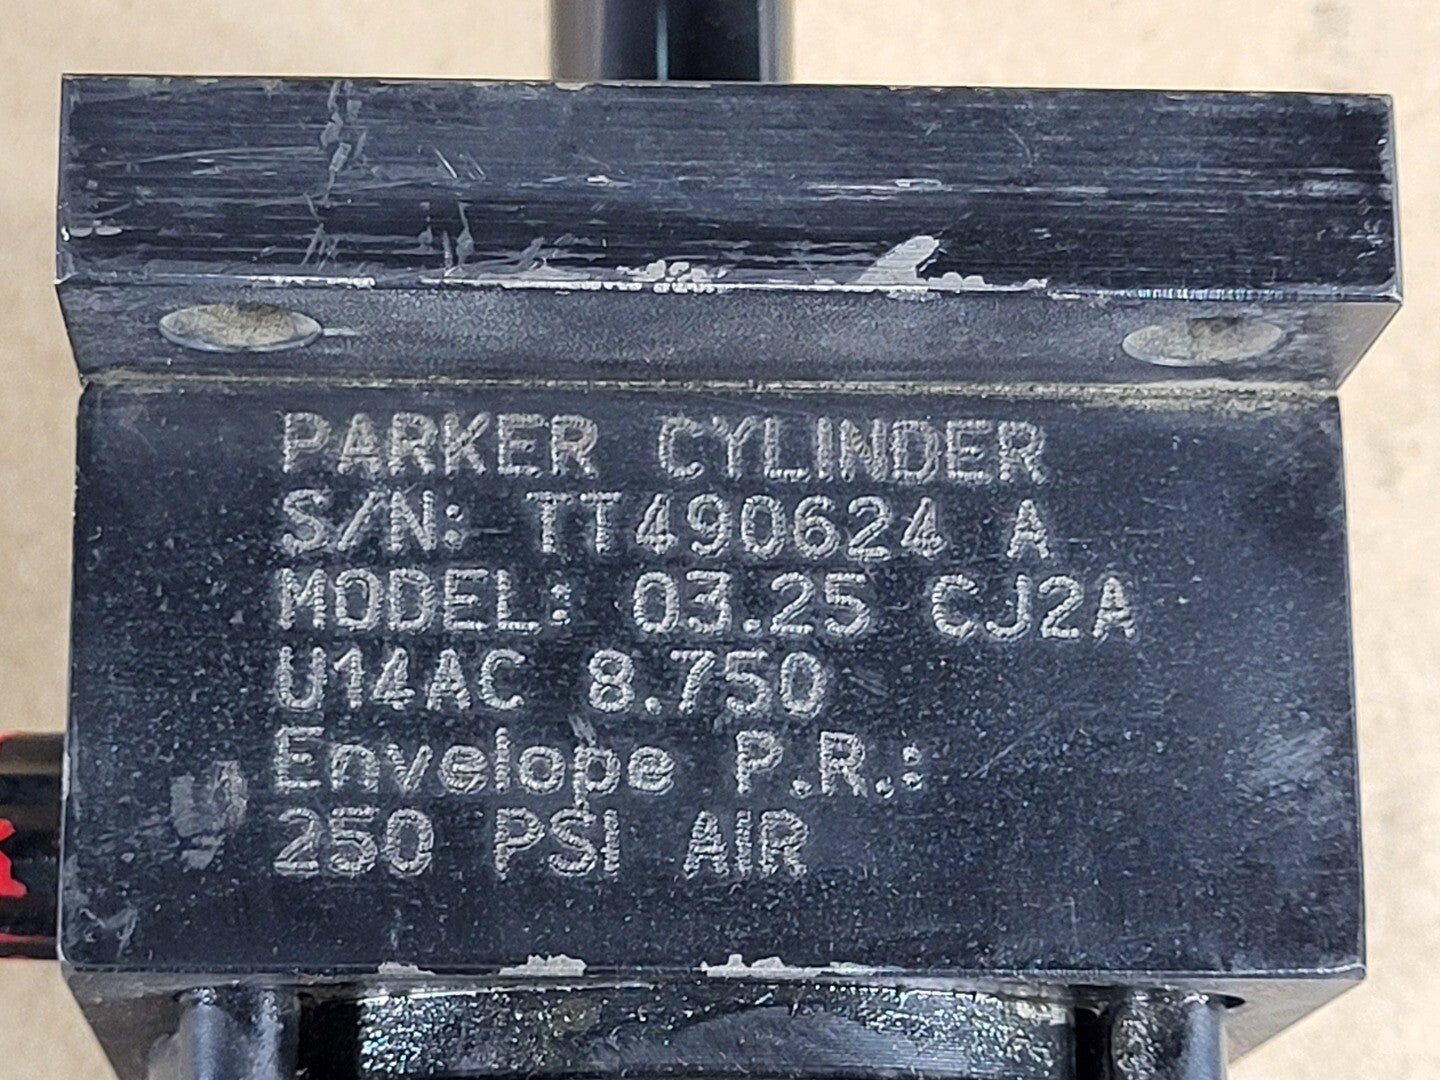 PARKER CYLINDER
S/N: TT490624 A
MODEL: 03.25 CJ2A
U14AC 8.750
Envelope P.R.:
250 PSI AIR